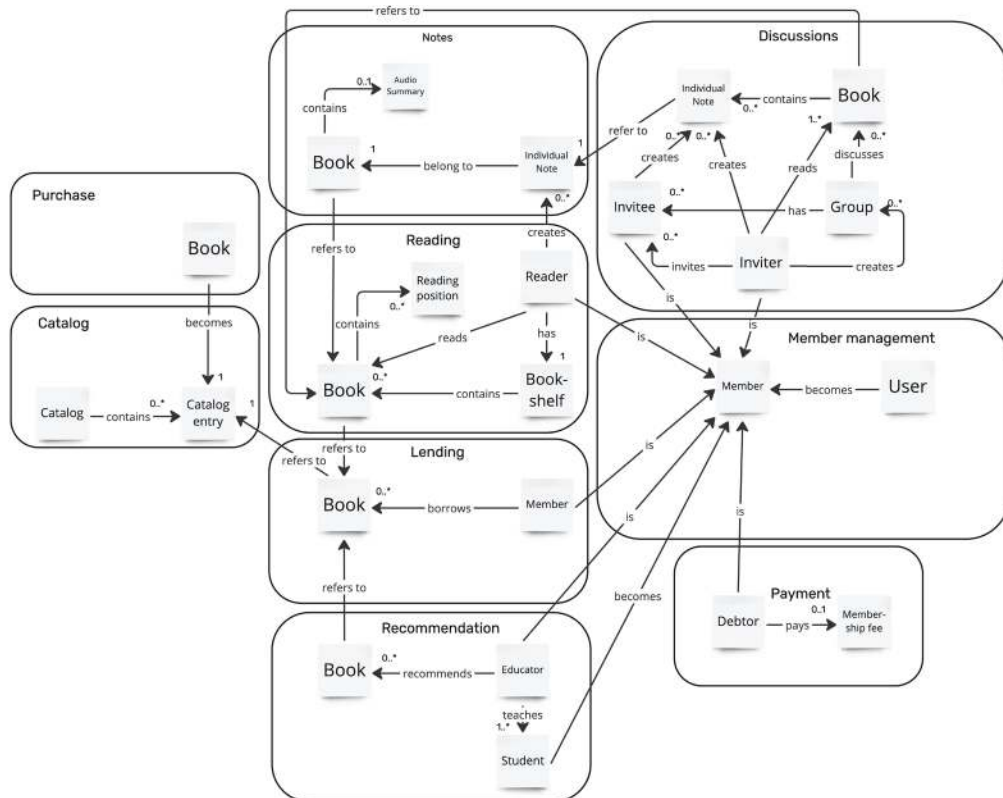 refers to
Notes
Discussions
0..1
Audio
Summary
contains
Individual
Note
0..*
contains
Book
1..*
0..*
refer to
0..*
0..*
1
Book
belong to
1
Individual
Note
0..*
creates
creates
reads
discusses
Purchase
Book
Invitee
0..*
has
Group
0..*
0..*
invites
Inviter
creates
refers to
Reading
creates
Reading
position
0..*
contains
Reader
is
is
becomes
Catalog
reads
has
is
Member management
1
1
Catalog
contains
0..*
Catalog
entry
1
Book
0..*
contains
Book-
shelf
Member
becomes
User
refers to
refers to
Lending
Book
0..*
borrows
Member
is
is
is
refers to
becomes
Payment
Debtor
pays
0..1
Member-
ship fee
Recommendation
Book
0..*
recommends
Educator
teaches
1..*
Student